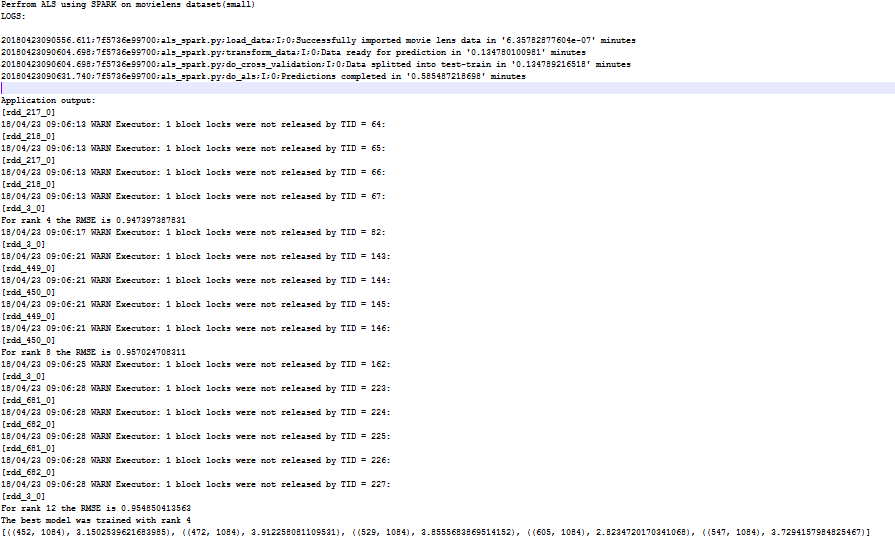 Perfrom ALS using SPARK on movielens dataset(small)
LOGS:
20180423090556.611;7f5736e99700;als_spark.py;load_data;I;0;Successfully imported movie lens data in '6.35782877604e-07' minutes
20180423090604.698;7f5736e99700;als_spark.py;transform_data;I;0;Data ready for prediction in '0.134780100981' minutes
20180423090604.698;7f5736e99700;als_spark.py;do_cross_validation;I;0;Data splitted into test-train in '0.134789216518' minutes
20180423090631.740;7f5736e99700;als_spark.py;do_als;I;0;Predictions completed in '0.585487218698' minutes
Application output:
[rdd_217_0]
18/04/23 09:06:13 WARN Executor: 1 block locks were not released by TID = 64:
[rdd_218_0]
18/04/23 09:06:13 WARN Executor: 1 block locks were not released by TID = 65:
[rdd_217_0]
18/04/23 09:06:13 WARN Executor: 1 block locks were not released by TID = 66:
[rdd_218_0]
18/04/23 09:06:13 WARN Executor: 1 block locks were not released by TID = 67:
[rdd_3_0]
For rank 4 the RMSE is 0.947397387831
18/04/23 09:06:17 WARN Executor: 1 block locks were not released by TID = 82:
[rdd_3_0]
18/04/23 09:06:21 WARN Executor: 1 block locks were not released by TID = 143:
[rdd_449_0]
18/04/23 09:06:21 WARN Executor: 1 block locks were not released by TID = 144:
[rdd_450_0]
18/04/23 09:06:21 WARN Executor: 1 block locks were not released by TID = 145:
[rdd_449_0]
18/04/23 09:06:21 WARN Executor: 1 block locks were not released by TID = 146:
[rdd_450_0]
For rank 8 the RMSE is 0.957024708311
18/04/23 09:06:25 WARN Executor: 1 block locks were not released by TID = 162:
[rdd_3_0]
18/04/23 09:06:28 WARN Executor: 1 block locks were not released by TID = 223:
[rdd_681_0]
18/04/23 09:06:28 WARN Executor: 1 block locks were not released by TID = 224:
[rdd_682_0]
18/04/23 09:06:28 WARN Executor: 1 block locks were not released by TID = 225:
[rdd_681_0]
18/04/23 09:06:28 WARN Executor: 1 block locks were not released by TID = 226:
[rdd_682_0]
18/04/23 09:06:28 WARN Executor: 1 block locks were not released by TID = 227:
[rdd_3_0]
For rank 12 the RMSE is 0.954850413563
The best model was trained with rank 4
[((452, 1084), 3.1502539621683985), ((472, 1084), 3.912258081109531), ((529, 1084), 3.8555683869514152), ((605, 1084), 2.8234720170341068), ((547, 1084), 3.7294157984825467)]